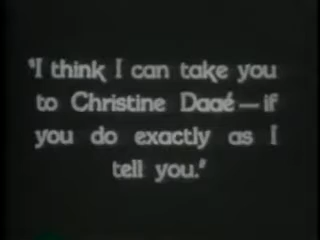 "I think I can take you
to Christine Daaé—if
you do exactly as I
tell you."